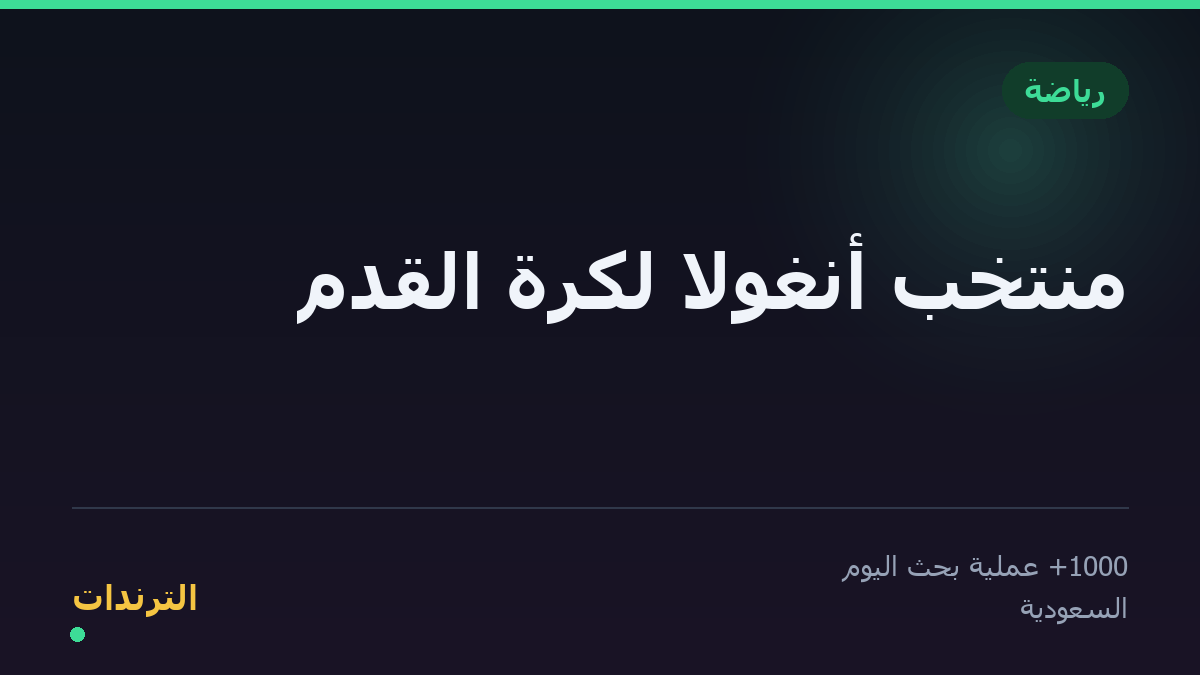 رياضة
منتخب أنغولا لكرة القدم
1000+ عملية بحث اليوم
السعودية
الترندات